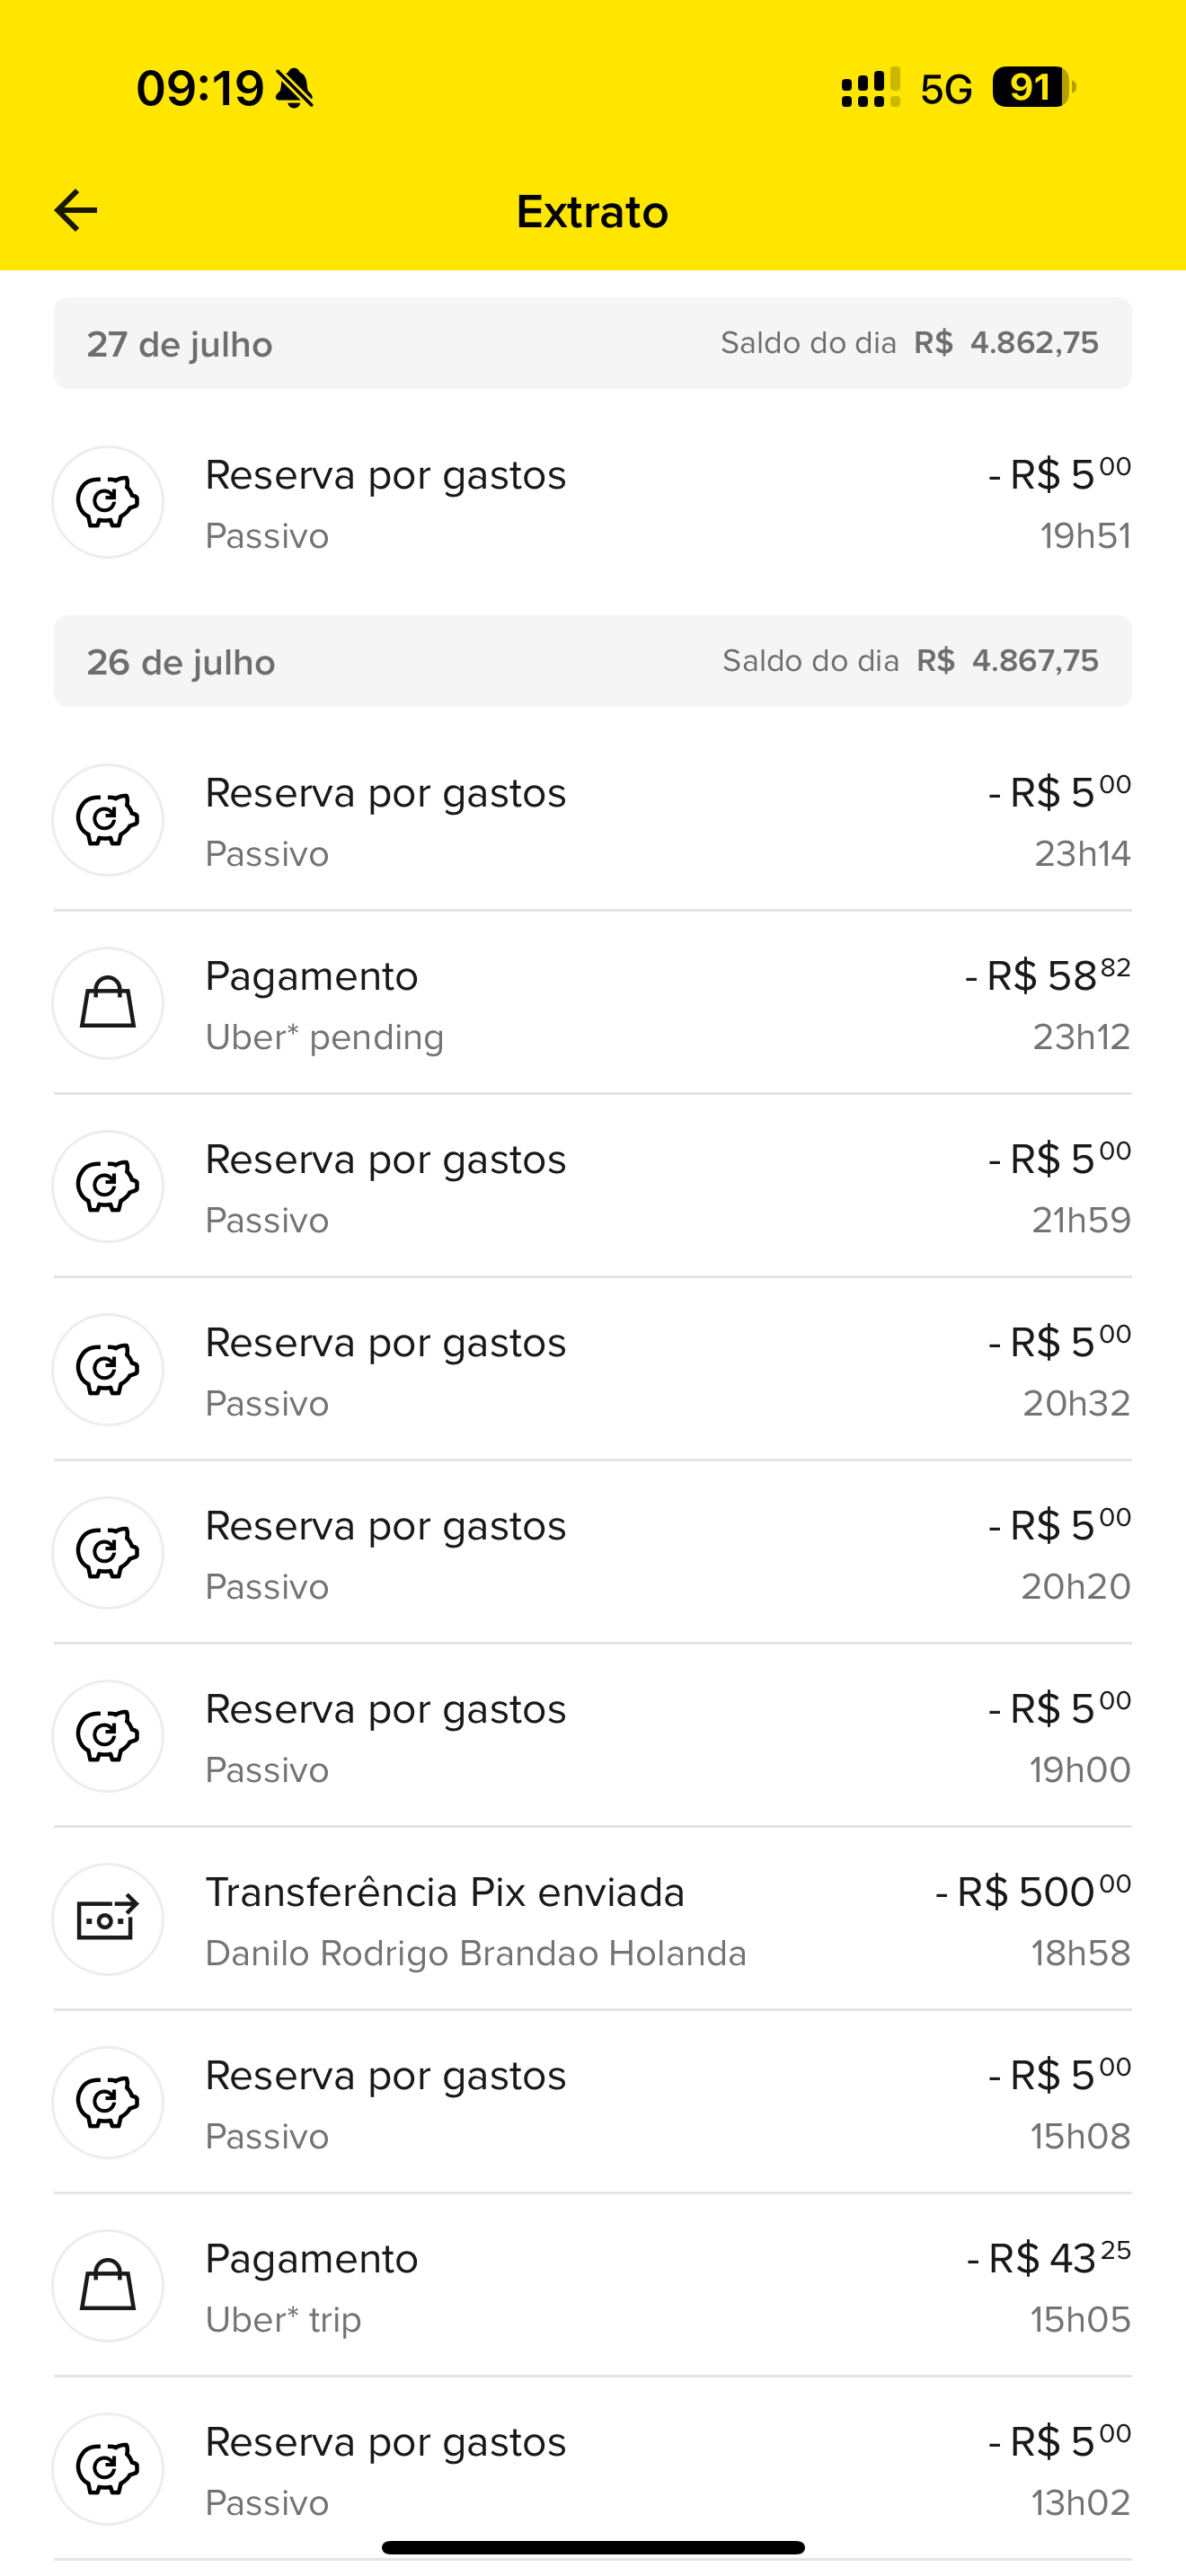 09:19 5G 91
Extrato
27 de julho Saldo do dia R$ 4.862,75
Reserva por gastos - R$ 5 00
Passivo 19h51
26 de julho Saldo do dia R$ 4.867,75
Reserva por gastos - R$ 5 00
Passivo 23h14
Pagamento - R$ 58 82
Uber* pending 23h12
Reserva por gastos - R$ 5 00
Passivo 21h59
Reserva por gastos - R$ 5 00
Passivo 20h32
Reserva por gastos - R$ 5 00
Passivo 20h20
Reserva por gastos - R$ 5 00
Passivo 19h00
Transferência Pix enviada - R$ 500 00
Danilo Rodrigo Brandao Holanda 18h58
Reserva por gastos - R$ 5 00
Passivo 15h08
Pagamento - R$ 43 25
Uber* trip 15h05
Reserva por gastos - R$ 5 00
Passivo 13h02